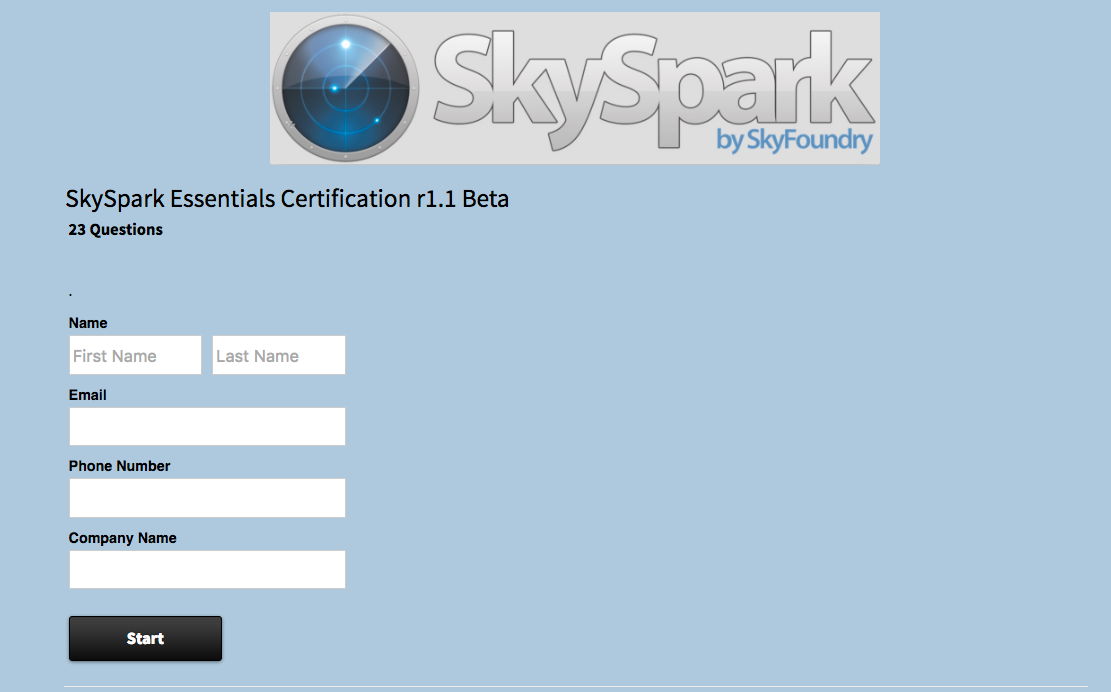 SkySpark
by SkyFoundry
SkySpark Essentials Certification r1.1 Beta
23 Questions
.
Name
First Name Last Name
Email
Phone Number
Company Name
Start